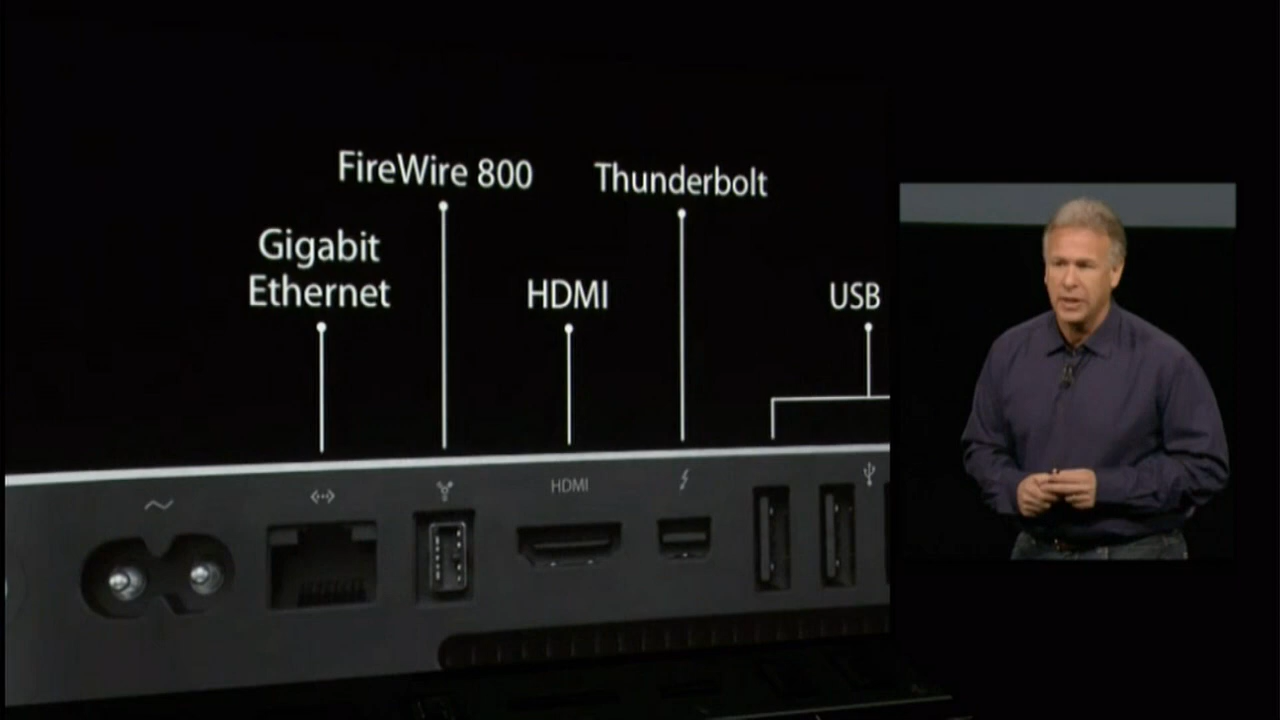 FireWire 800
Thunderbolt
Gigabit
Ethernet
HDMI
USB
HDMI